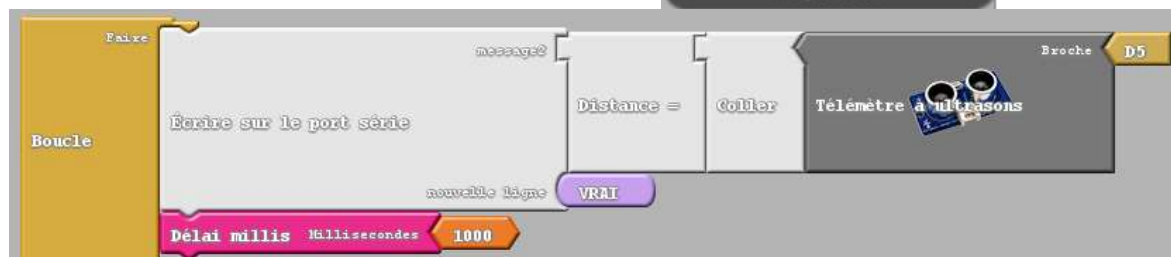 Faire
message2
Broche
D5
Distance =
Coller
Télémètre à ultrasons
Écrire sur le port série
Boucle
nouvelle ligne
VRAI
Délai millis Millisecondes 1000